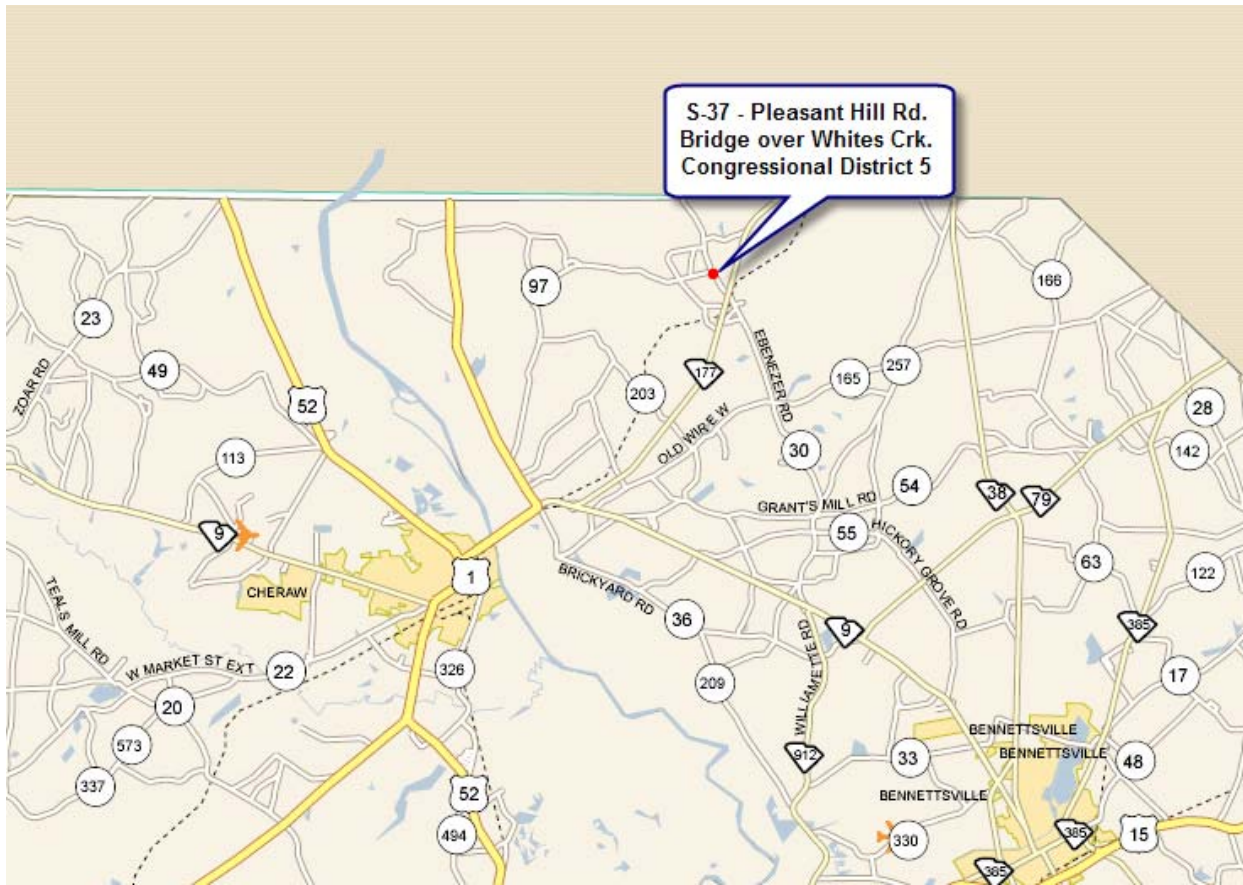 S-37 - Pleasant Hill Rd.
Bridge over Whites Crk.
Congressional District 5
97
166
23
ZOAR RD
49
52
EBENEZER RD
177
203
165
257
OLD WIRE W
28
113
30
142
54
38
79
GRANT'S MILL RD
9
55
HICKORY GROVE RD
1
63
122
CHERAW
BRICKYARD RD
TEALS MILL RD
36
9
385
W MARKET ST EXT
22
326
209
WILLIAMETTE RD
17
20
BENNETTSVILLE
573
912
33
BENNETTSVILLE
48
337
52
BENNETTSVILLE
494
330
385
15
385